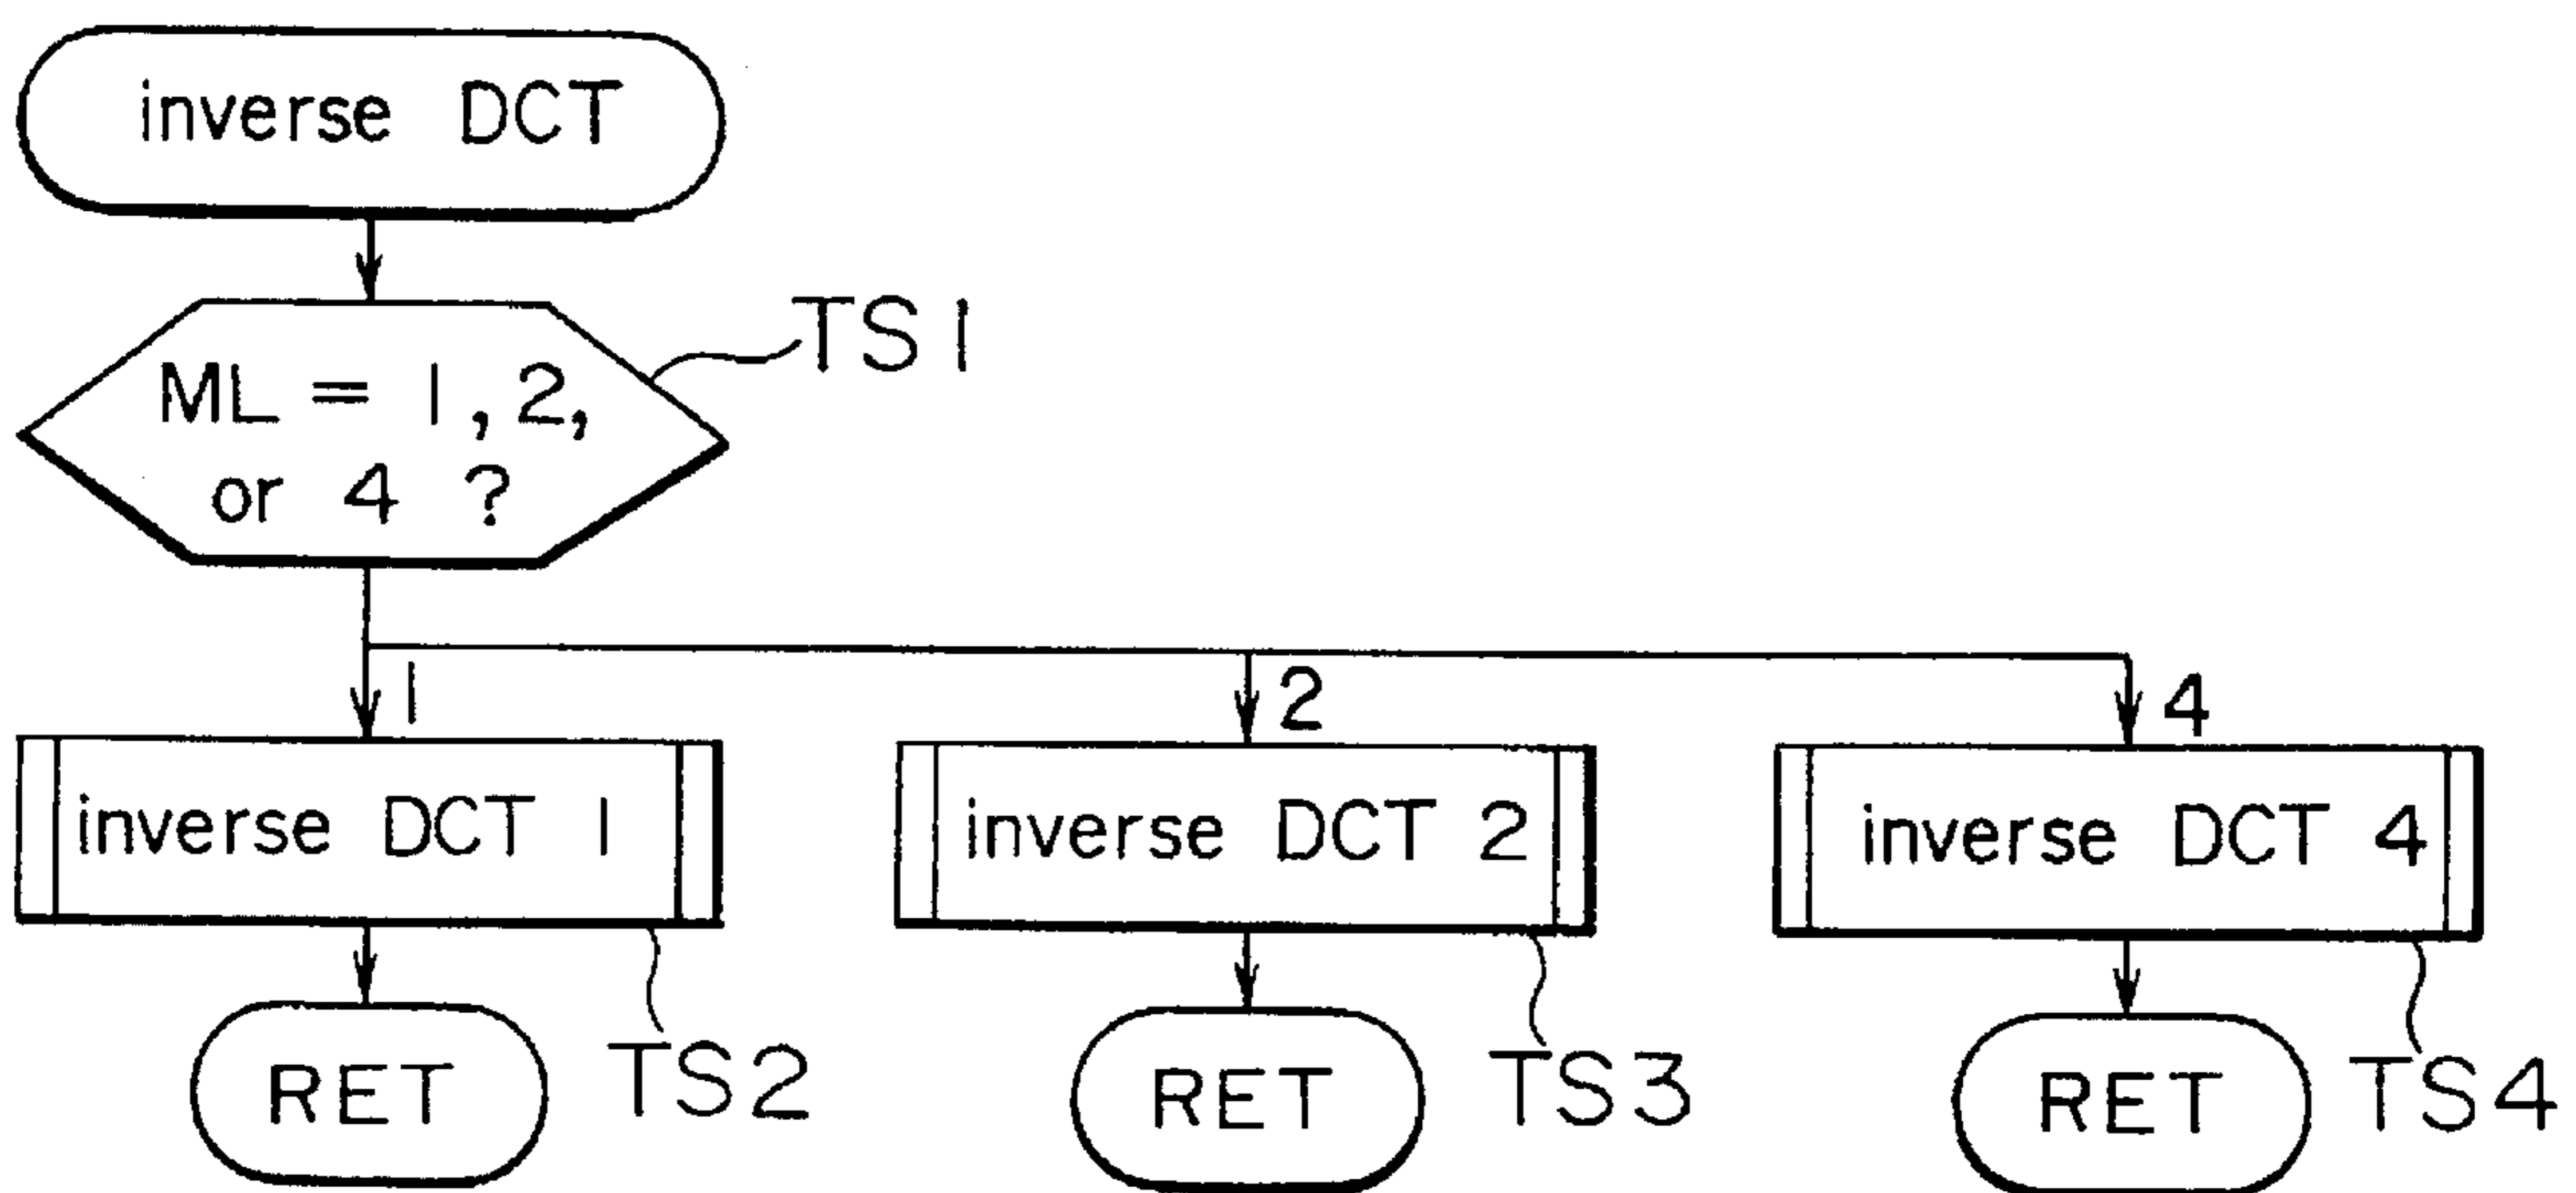 inverse DCT
TS1
ML = 1, 2,
or 4 ?
1
2
4
inverse DCT 1
inverse DCT 2
inverse DCT 4
RET
TS2
RET
TS3
RET
TS4